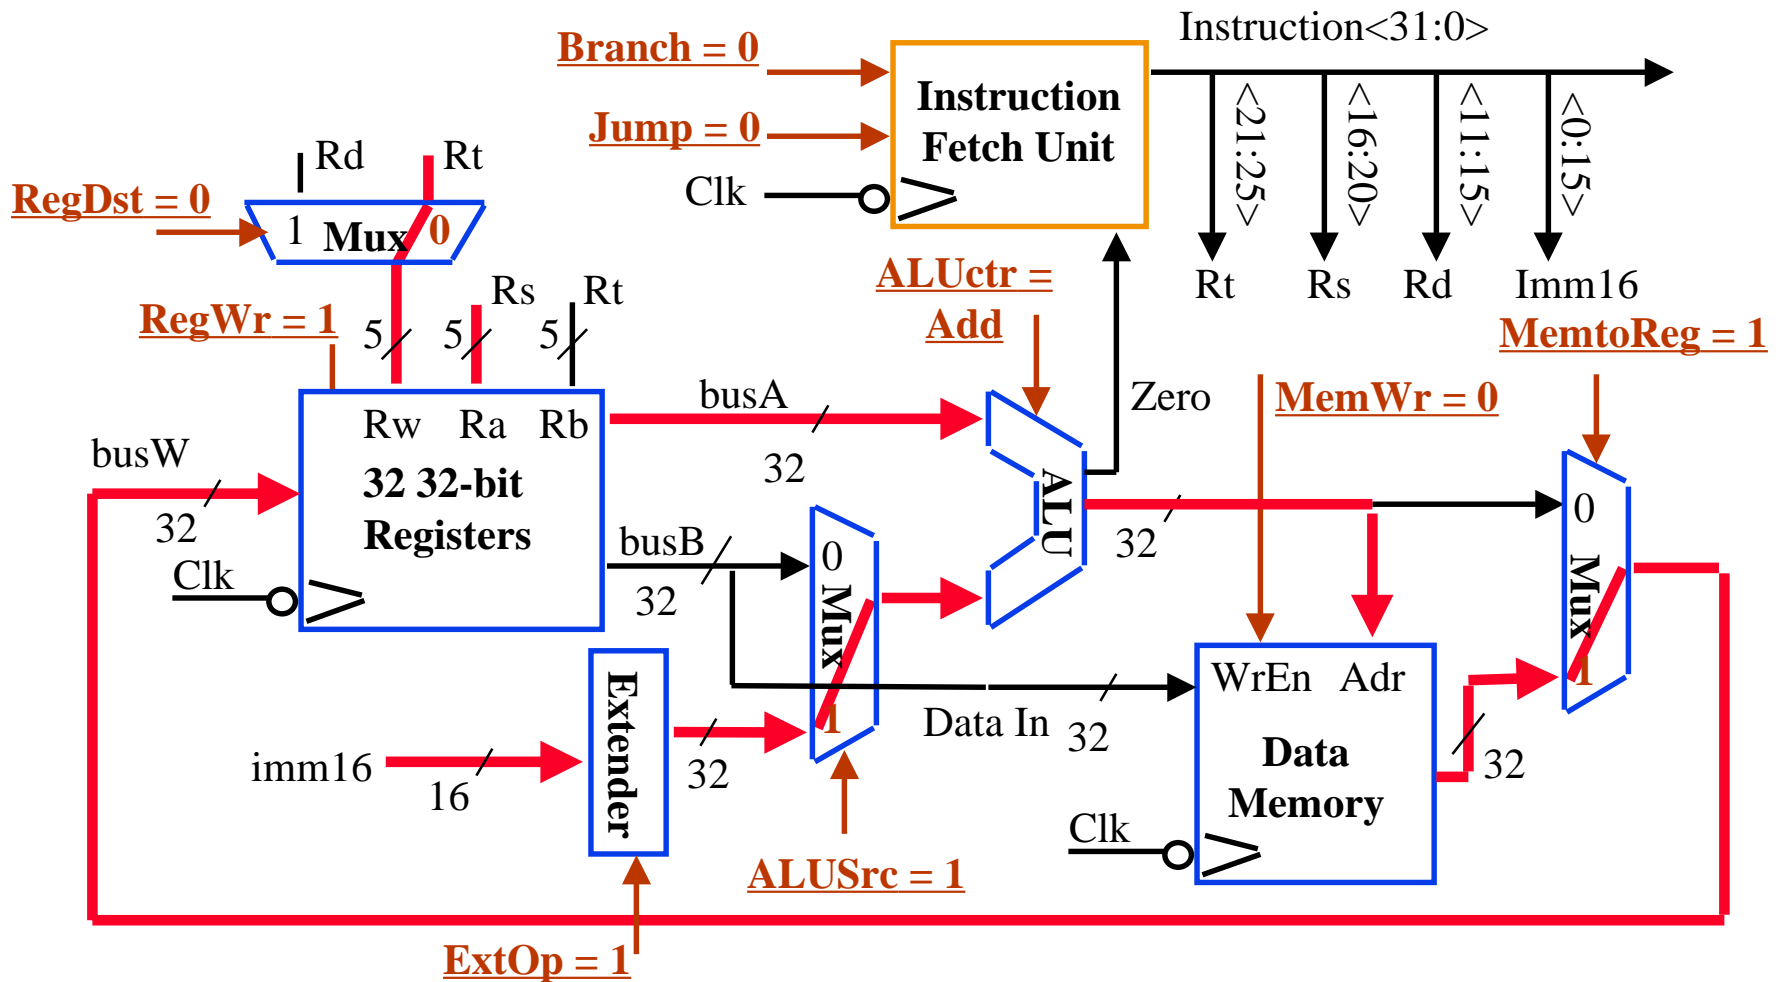 Instruction<31:0>
Branch = 0
Jump = 0
Clk
Instruction
Fetch Unit
<21:25>
<16:20>
<11:15>
<0:15>
Rt
Rs
Rd
Imm16
Rd
Rt
RegDst = 0
1
Mux
0
RegWr = 1
5
5
Rs
5
Rt
ALUctr =
Add
MemtoReg = 1
Zero
MemWr = 0
busW
32
Clk
Rw
Ra
Rb
32 32-bit
Registers
busA
32
busB
32
0
Mux
1
ALU
32
0
Mux
1
imm16
16
Extender
32
Data In
32
WrEn
Adr
Data
Memory
Clk
32
ALUSrc = 1
ExtOp = 1